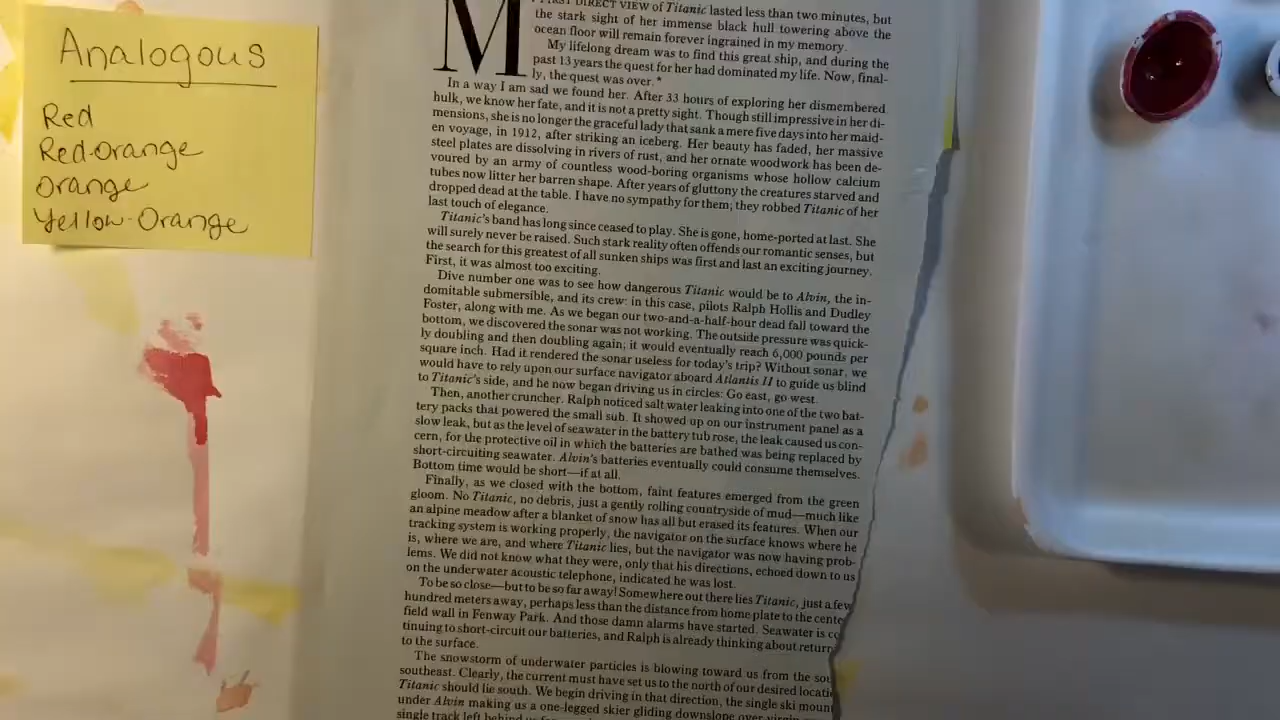 Analogous
Red
Red-Orange
Orange
Yellow-Orange
M
FIRST DIRECT VIEW of Titanic lasted less than two minutes, but
the stark sight of her immense black hull towering above the
ocean floor will remain forever ingrained in my memory.
My lifelong dream was to find this great ship, and during the
past 13 years the quest for her had dominated my life. Now, final-
ly, the quest was over.*
In a way I am sad we found her. After 33 hours of exploring her dismembered
hulk, we know her fate, and it is not a pretty sight. Though still impressive in her di-
mensions, she is no longer the graceful lady that sank a mere five days into her maid-
en voyage, in 1912, after striking an iceberg. Her beauty has faded, her massive
steel plates are dissolving in rivers of rust, and her ornate woodwork has been de-
voured by an army of countless wood-boring organisms whose hollow calcium
tubes now litter her barren shape. After years of gluttony the creatures starved and
dropped dead at the table. I have no sympathy for them; they robbed Titanic of her
last touch of elegance.
Titanic's band has long since ceased to play. She is gone, home-ported at last. She
will surely never be raised. Such stark reality often offends our romantic senses, but
the search for this greatest of all sunken ships was first and last an exciting journey.
First, it was almost too exciting.
Dive number one was to see how dangerous Titanic would be to Alvin, the in-
domitable submersible, and its crew: in this case, pilots Ralph Hollis and Dudley
Foster, along with me. As we began our two-and-a-half-hour dead fall toward the
bottom, we discovered the sonar was not working. The outside pressure was quick-
ly doubling and then doubling again; it would eventually reach 6,000 pounds per
square inch. Had it rendered the sonar useless for today's trip? Without sonar, we
would have to rely upon our surface navigator aboard Atlantis II to guide us blind
to Titanic's side, and he now began driving us in circles: Go east, go west.
Then, another cruncher. Ralph noticed salt water leaking into one of the two bat-
tery packs that powered the small sub. It showed up on our instrument panel as a
slow leak, but as the level of seawater in the battery tub rose, the leak caused us con-
cern, for the protective oil in which the batteries are bathed was being replaced by
short-circuiting seawater. Alvin's batteries eventually could consume themselves.
Bottom time would be short—if at all.
Finally, as we closed with the bottom, faint features emerged from the green
gloom. No Titanic, no debris, just a gently rolling countryside of mud—much like
an alpine meadow after a blanket of snow has all but erased its features. When our
tracking system is working properly, the navigator on the surface knows where he
is, where we are, and where Titanic lies, but the navigator was now having prob-
lems. We did not know what they were, only that his directions, echoed down to us
on the underwater acoustic telephone, indicated he was lost.
To be so close—but to be so far away! Somewhere out there lies Titanic, just a few
hundred meters away, perhaps less than the distance from home plate to the cente
field wall in Fenway Park. And those damn alarms have started. Seawater is co
tinuing to short-circuit our batteries, and Ralph is already thinking about return
to the surface.
The snowstorm of underwater particles is blowing toward us from the sou
southeast. Clearly, the current must have set us to the north of our desired locati
Titanic should lie south. We begin driving in that direction, the single ski moun
under Alvin making us a one-legged skier gliding downslope over virgin
single track left behind